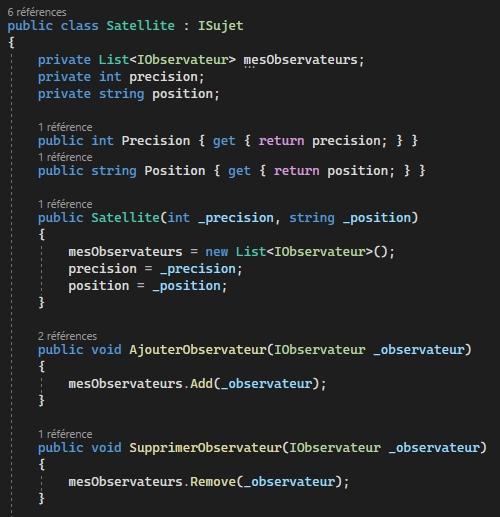 6 références
public class Satellite : ISujet
{
private List<IObservateur> mesObservateurs;
private int precision;
private string position;
1 référence
public int Precision { get { return precision; } }
1 référence
public string Position { get { return position; } }
1 référence
public Satellite(int _precision, string _position)
{
mesObservateurs = new List<IObservateur>();
precision = _precision;
position = _position;
}
2 références
public void AjouterObservateur(IObservateur _observateur)
{
mesObservateurs.Add(_observateur);
}
1 référence
public void SupprimerObservateur(IObservateur _observateur)
{
mesObservateurs.Remove(_observateur);
}